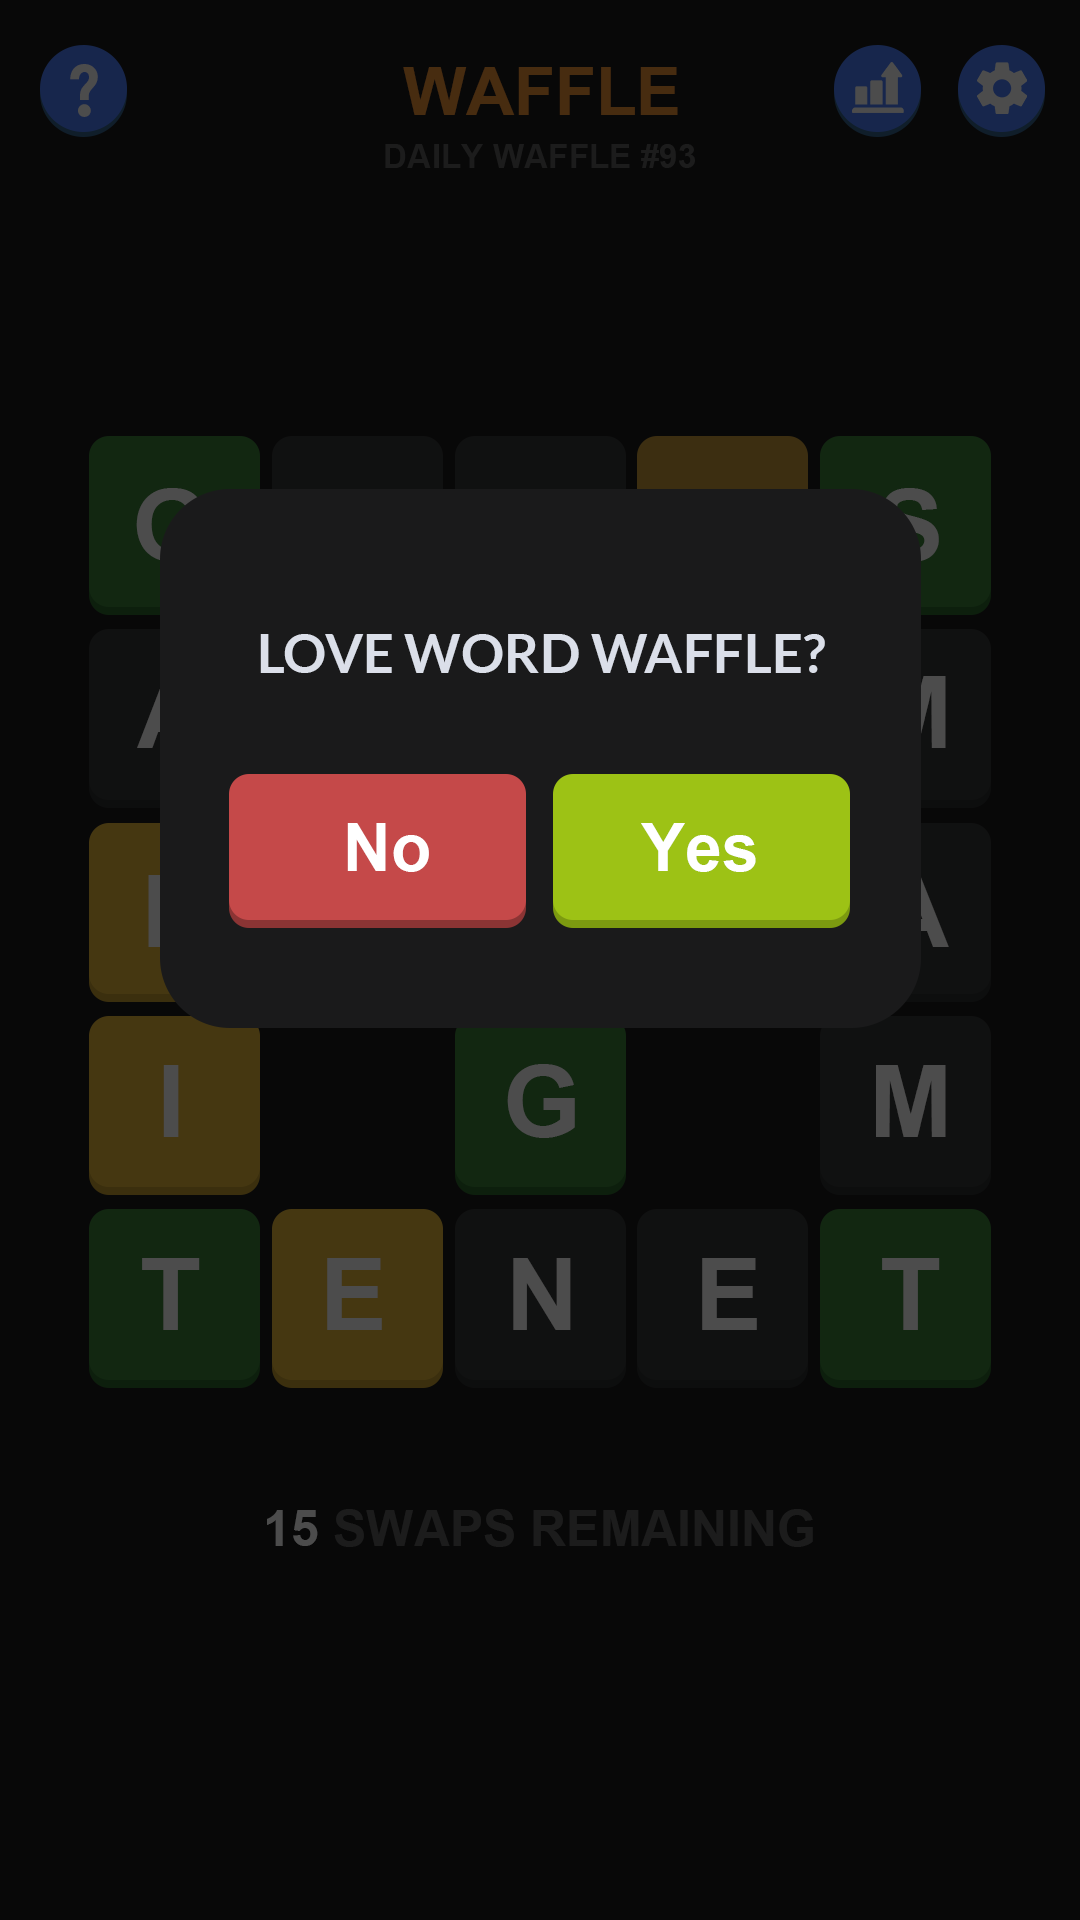 ?
WAFFLE
DAILY WAFFLE #93
S
LOVE WORD WAFFLE?
M
No Yes
A
I G M
T E N E T
15 SWAPS REMAINING